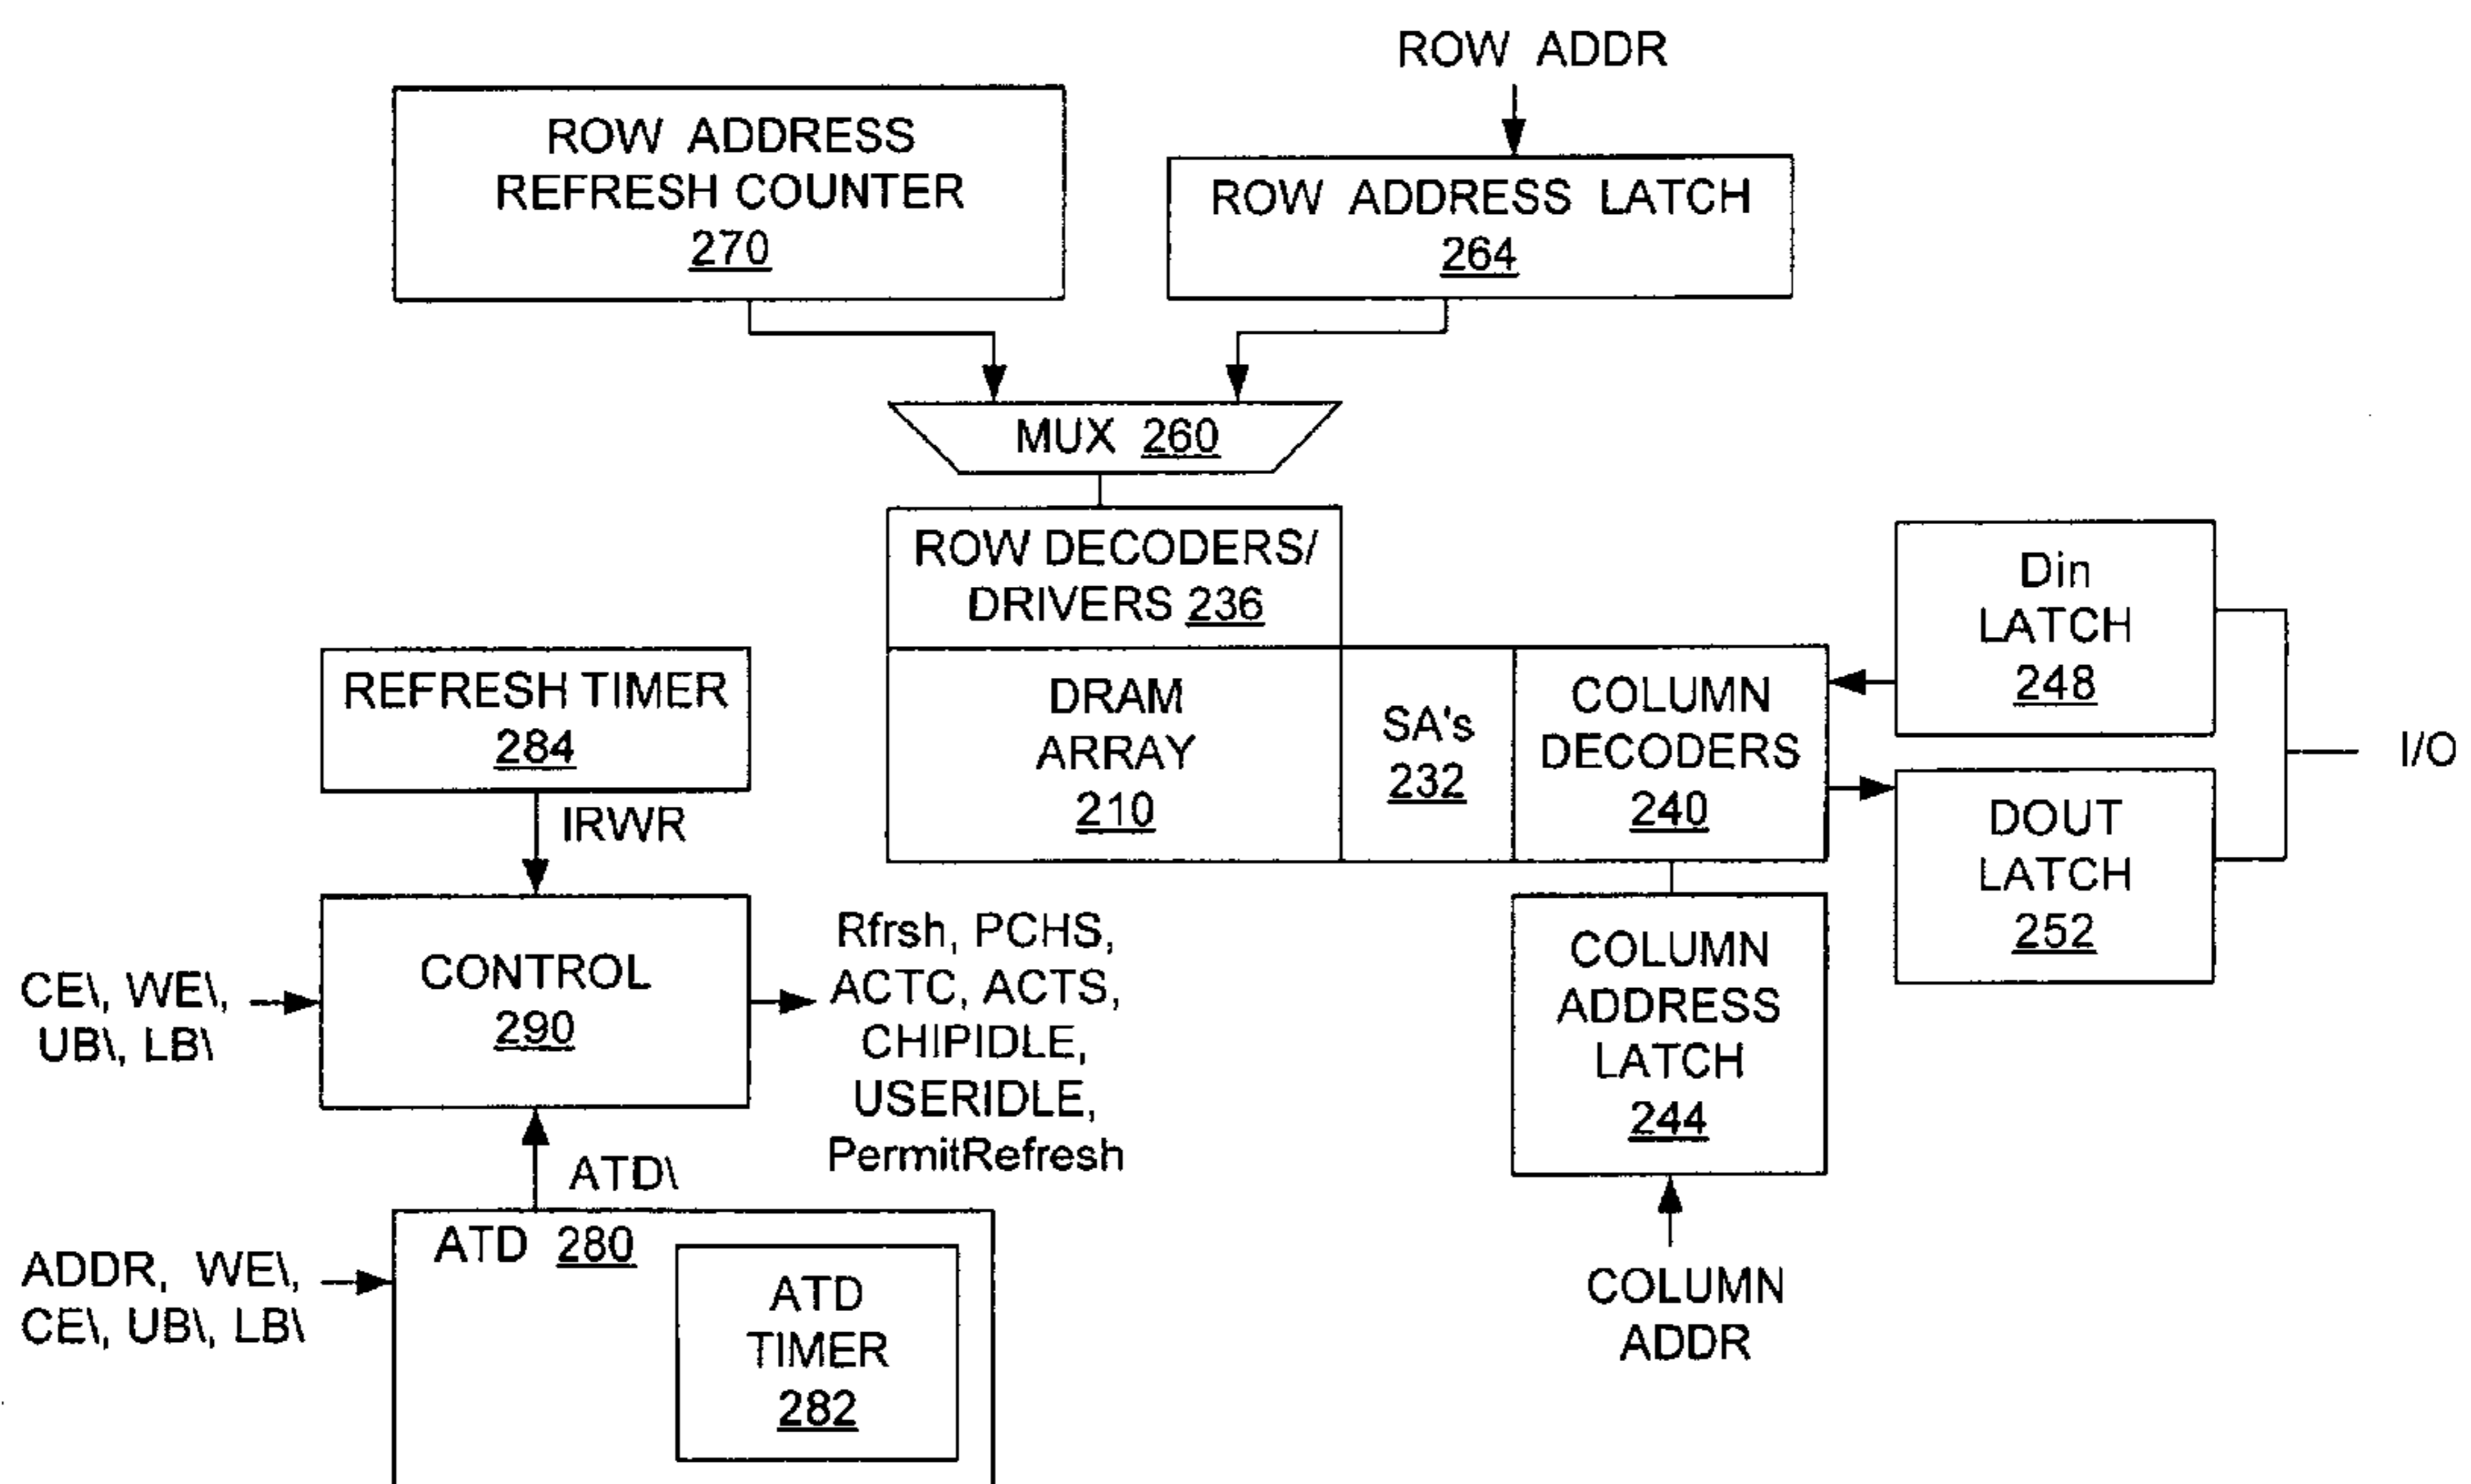 ROW ADDR
ROW ADDRESS
REFRESH COUNTER
270
ROW ADDRESS LATCH
264
MUX 260
ROW DECODERS/
DRIVERS 236
Din
LATCH
248
REFRESH TIMER
284
DRAM
ARRAY
210
SA's
232
COLUMN
DECODERS
240
I/O
DOUT
LATCH
252
IRWR
CONTROL
290
CE\, WE\,
UB\, LB\
Rfrsh, PCHS,
ACTC, ACTS,
CHIPIDLE,
USERIDLE,
PermitRefresh
COLUMN
ADDRESS
LATCH
244
ATD\
ATD 280
ADDR, WE\,
CE\, UB\, LB\
ATD
TIMER
282
COLUMN
ADDR